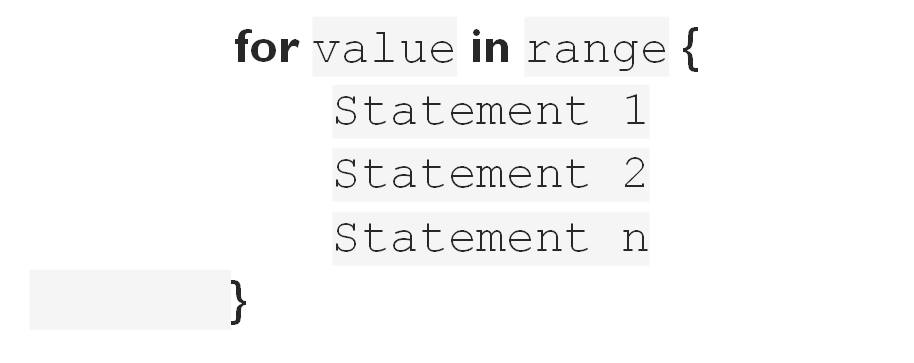 for value in range {
Statement 1
Statement 2
Statement n
}